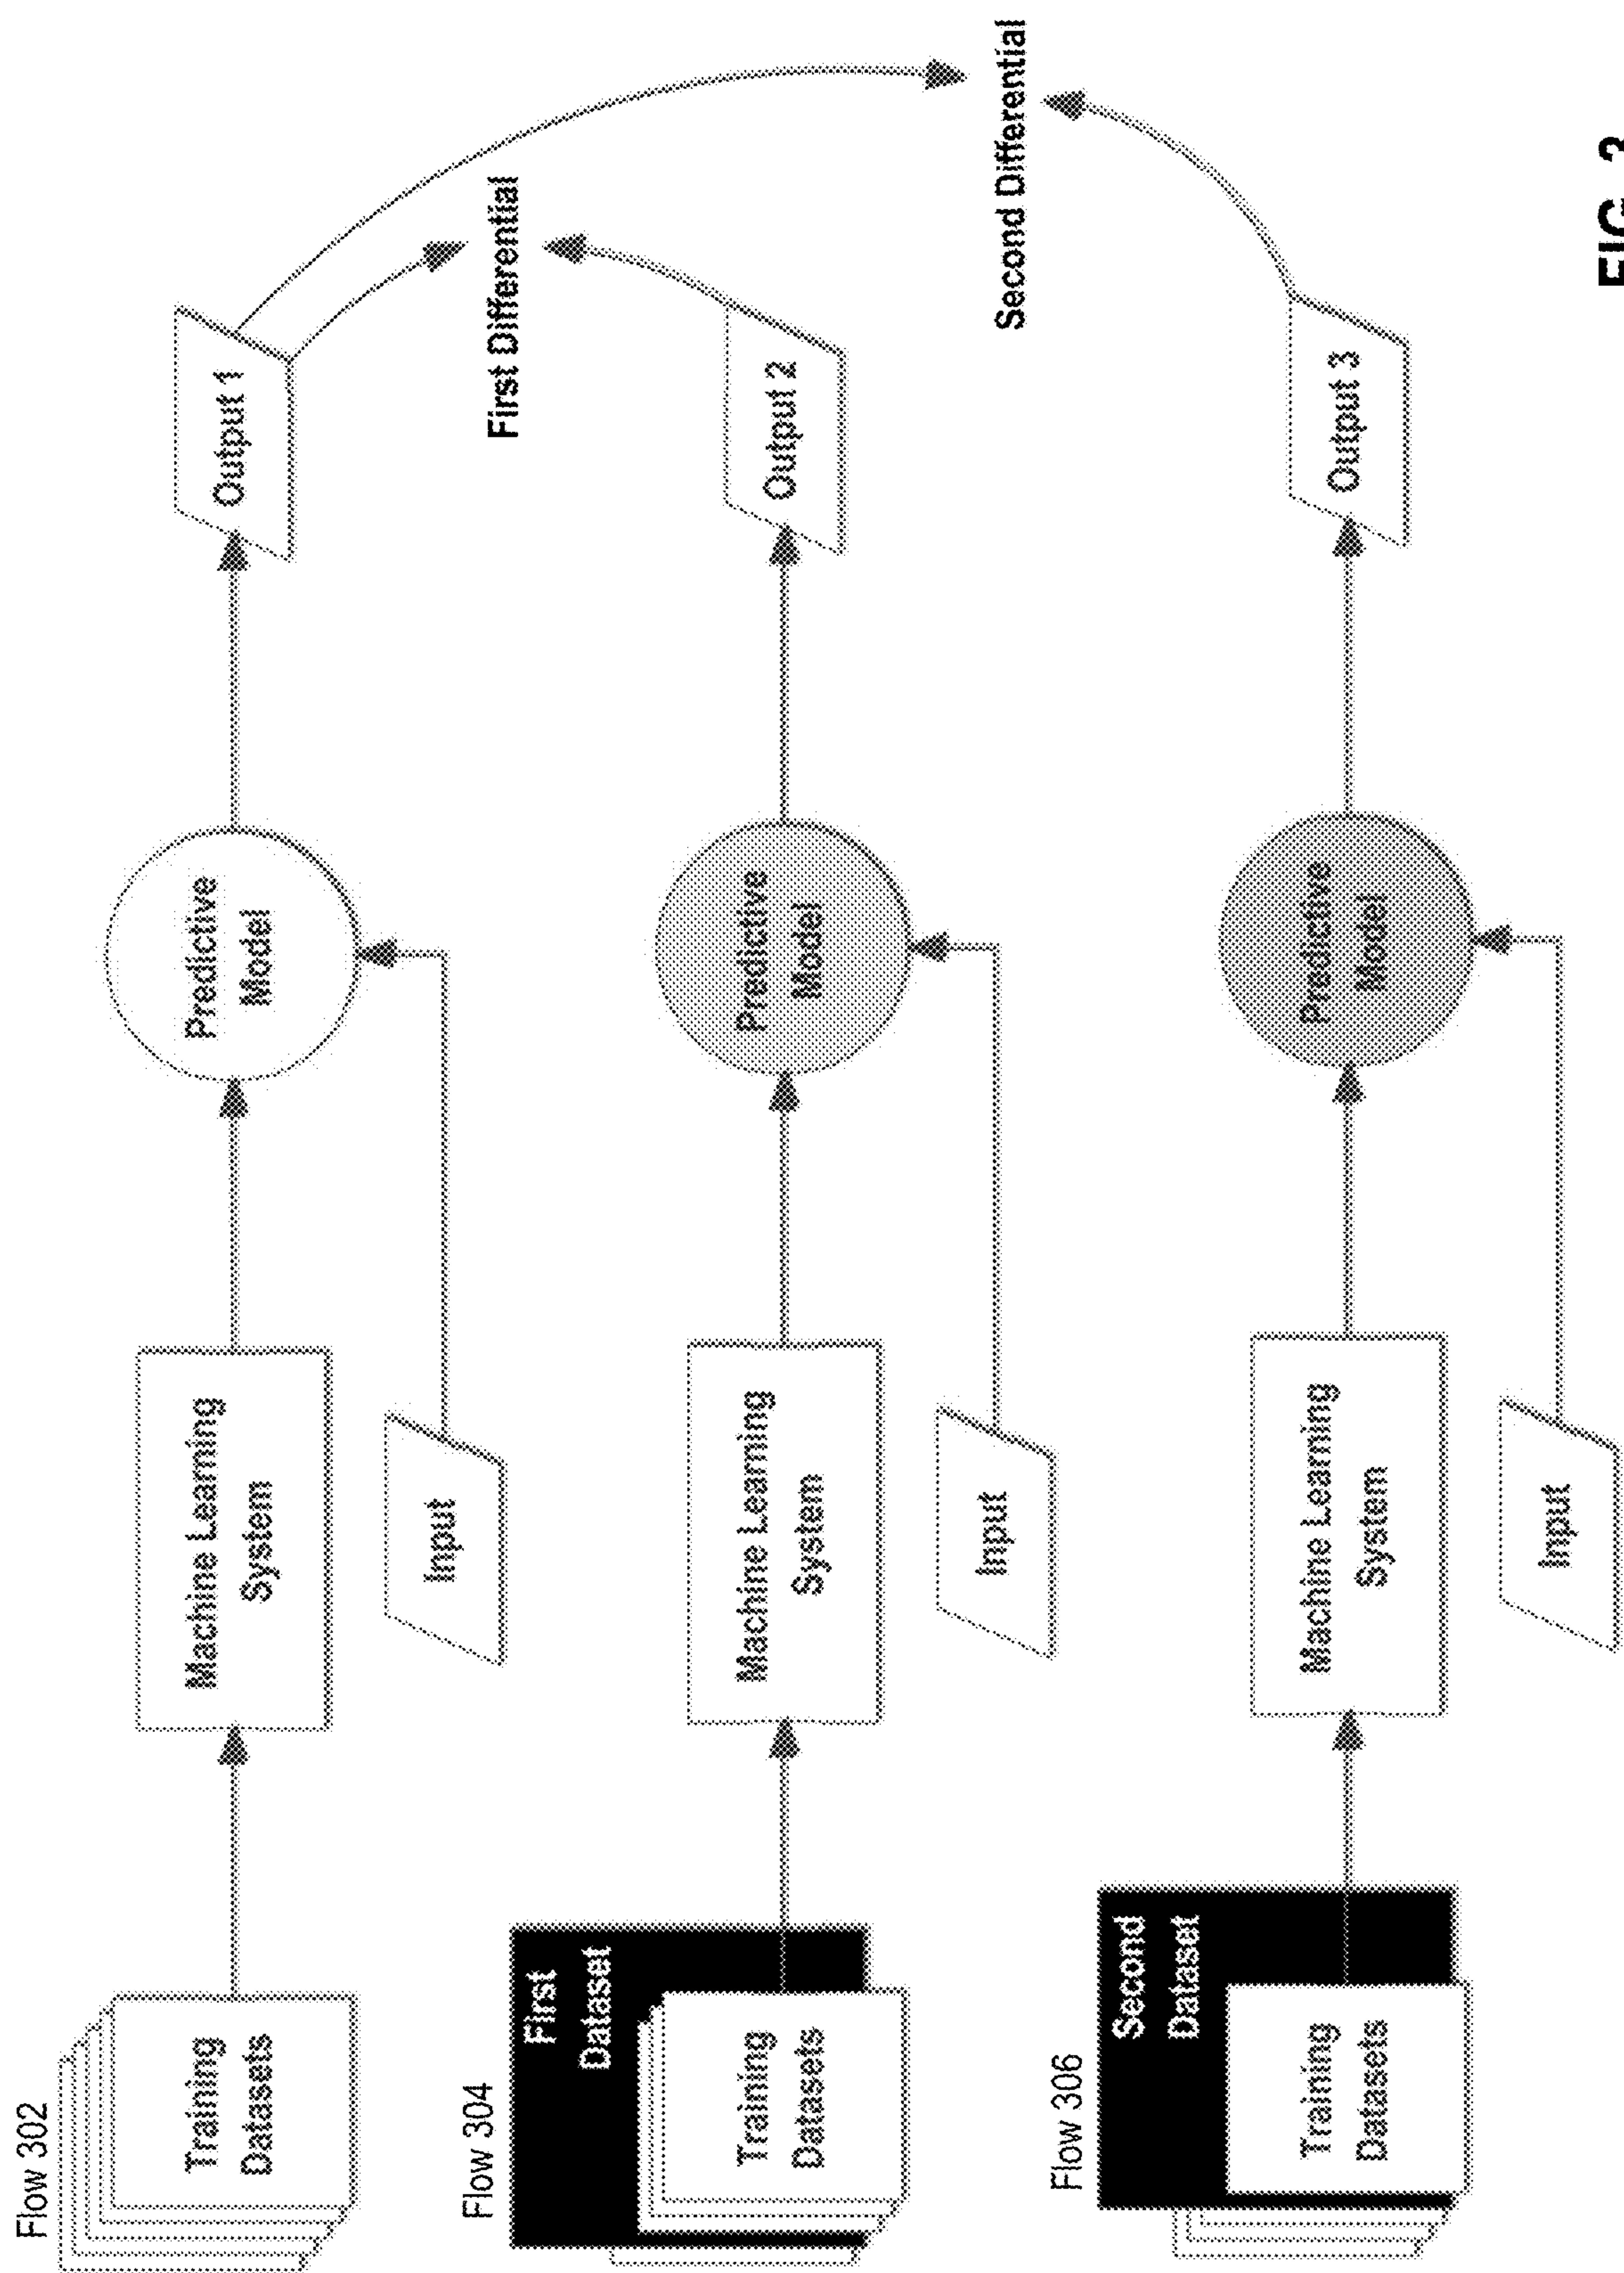 Flow 302
Training
Datasets
Machine Learning
System
Input
Predictive
Model
Output 1
First Differential
Flow 304
First
Dataset
Training
Datasets
Machine Learning
System
Input
Predictive
Model
Output 2
Second Differential
Flow 306
Second
Dataset
Training
Datasets
Machine Learning
System
Input
Predictive
Model
Output 3
FIG. 3